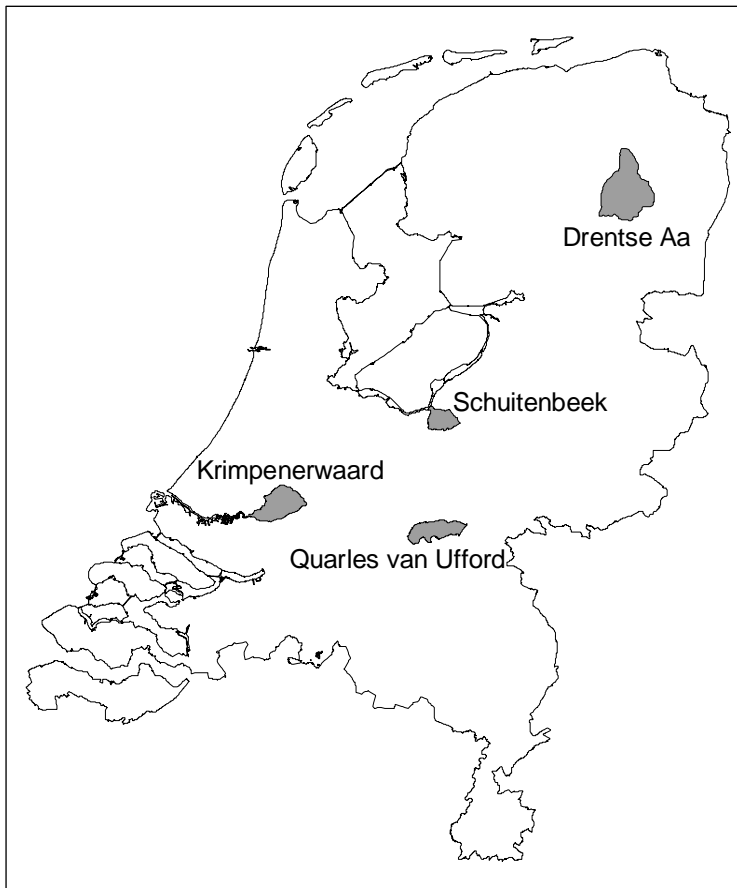 Drentse Aa
Schuitenbeek
Krimpenerwaard
Quarles van Ufford